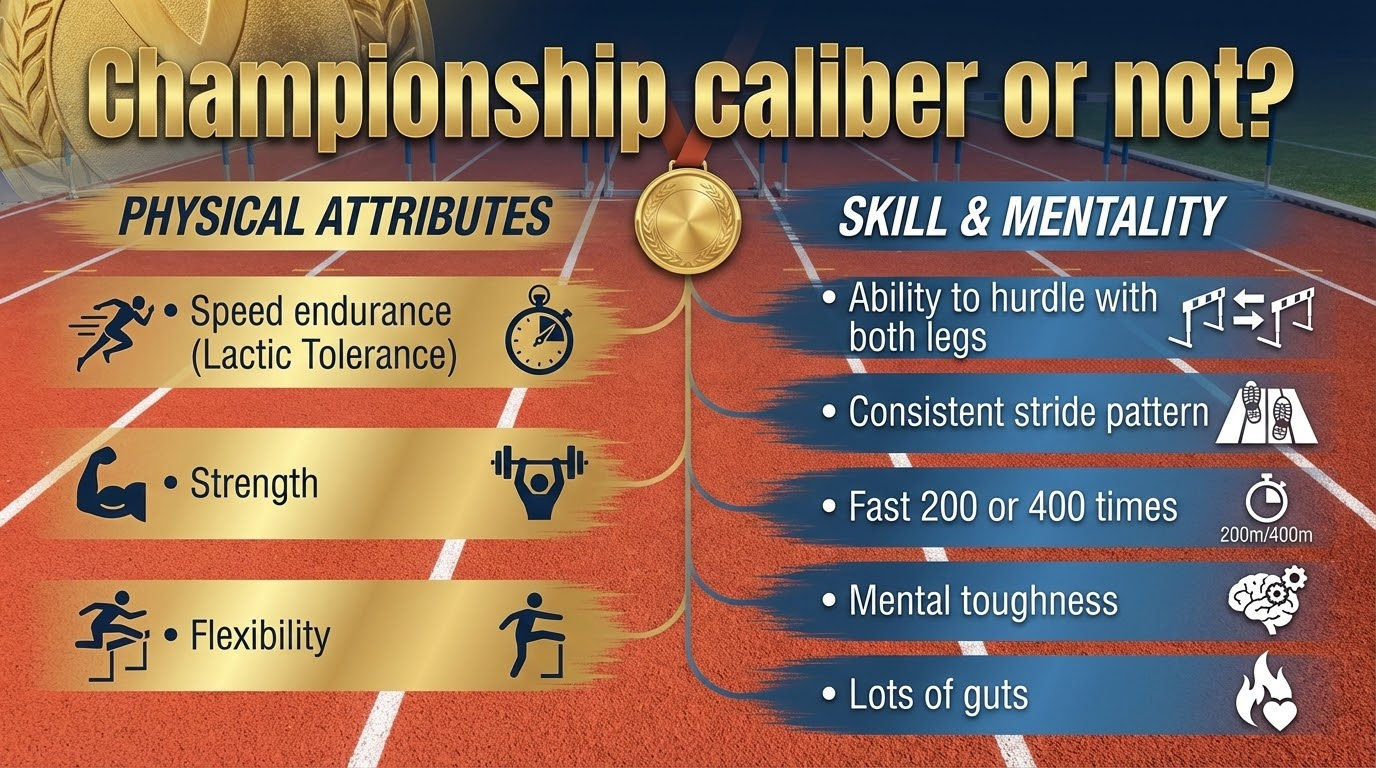 Championship caliber or not?
PHYSICAL ATTRIBUTES
• Speed endurance
(Lactic Tolerance)
• Strength
• Flexibility
SKILL & MENTALITY
• Ability to hurdle with
both legs
• Consistent stride pattern
• Fast 200 or 400 times
200m/400m
• Mental toughness
• Lots of guts